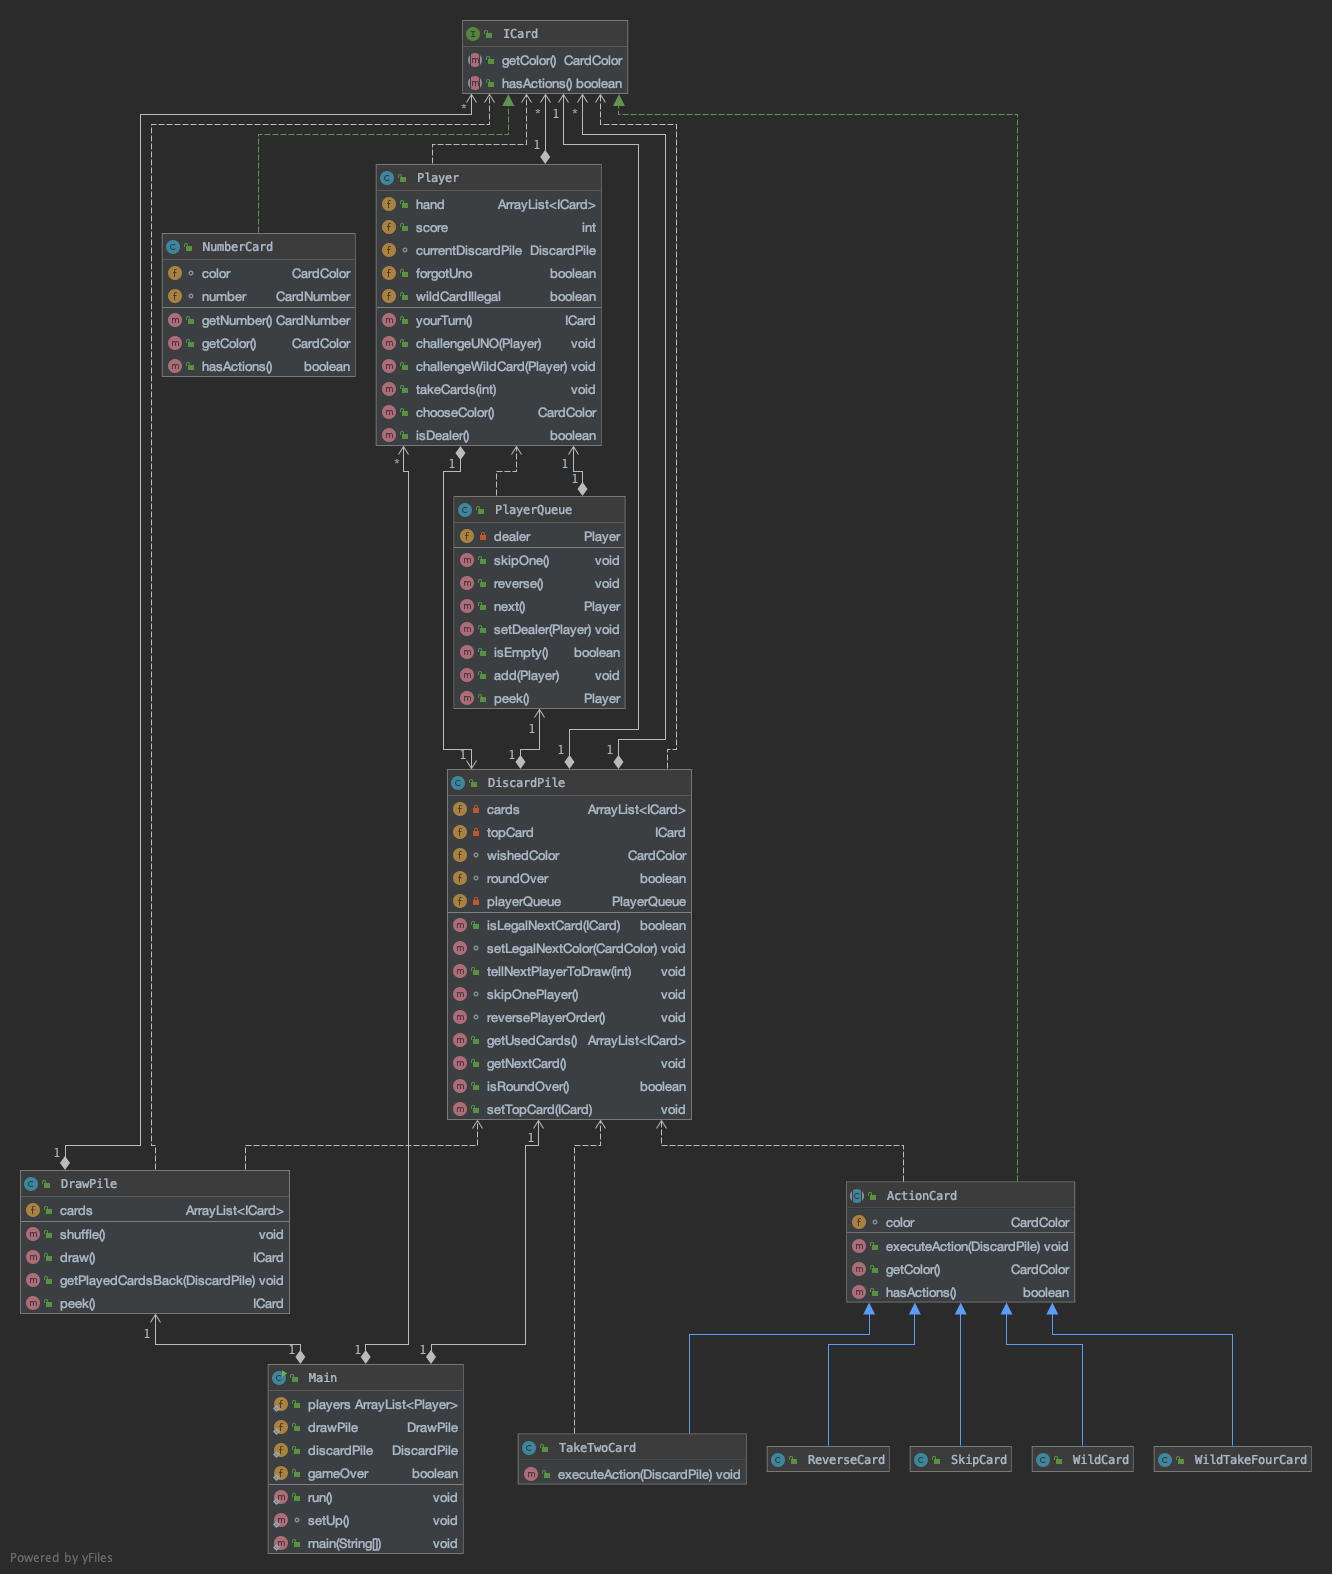 ICard
getColor() CardColor
hasActions() boolean
*
*
1
*
1
Player
hand ArrayList<ICard>
score int
currentDiscardPile DiscardPile
forgotUno boolean
wildCardIllegal boolean
yourTurn() ICard
challengeUNO(Player) void
challengeWildCard(Player) void
takeCards(int) void
chooseColor() CardColor
isDealer() boolean
NumberCard
color CardColor
number CardNumber
getNumber() CardNumber
getColor() CardColor
hasActions() boolean
*
1
1
1
PlayerQueue
dealer Player
skipOne() void
reverse() void
next() Player
setDealer(Player) void
isEmpty() boolean
add(Player) void
peek() Player
1
1
1
1
1
DiscardPile
cards ArrayList<ICard>
topCard ICard
wishedColor CardColor
roundOver boolean
playerQueue PlayerQueue
isLegalNextCard(ICard) boolean
setLegalNextColor(CardColor) void
tellNextPlayerToDraw(int) void
skipOnePlayer() void
reversePlayerOrder() void
getUsedCards() ArrayList<ICard>
getNextCard() void
isRoundOver() boolean
setTopCard(ICard) void
1
1
DrawPile
cards ArrayList<ICard>
shuffle() void
draw() ICard
getPlayedCardsBack(DiscardPile) void
peek() ICard
ActionCard
color CardColor
executeAction(DiscardPile) void
getColor() CardColor
hasActions() boolean
1
1
1
1
Main
players ArrayList<Player>
drawPile DrawPile
discardPile DiscardPile
gameOver boolean
run() void
setUp() void
main(String[]) void
TakeTwoCard
executeAction(DiscardPile) void
ReverseCard
SkipCard
WildCard
WildTakeFourCard
Powered by yFiles